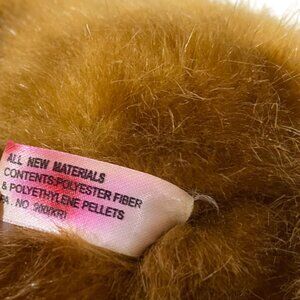 ALL NEW MATERIALS
CONTENTS:POLYESTER FIBER
& POLYETHYLENE PELLETS
PA. NO.